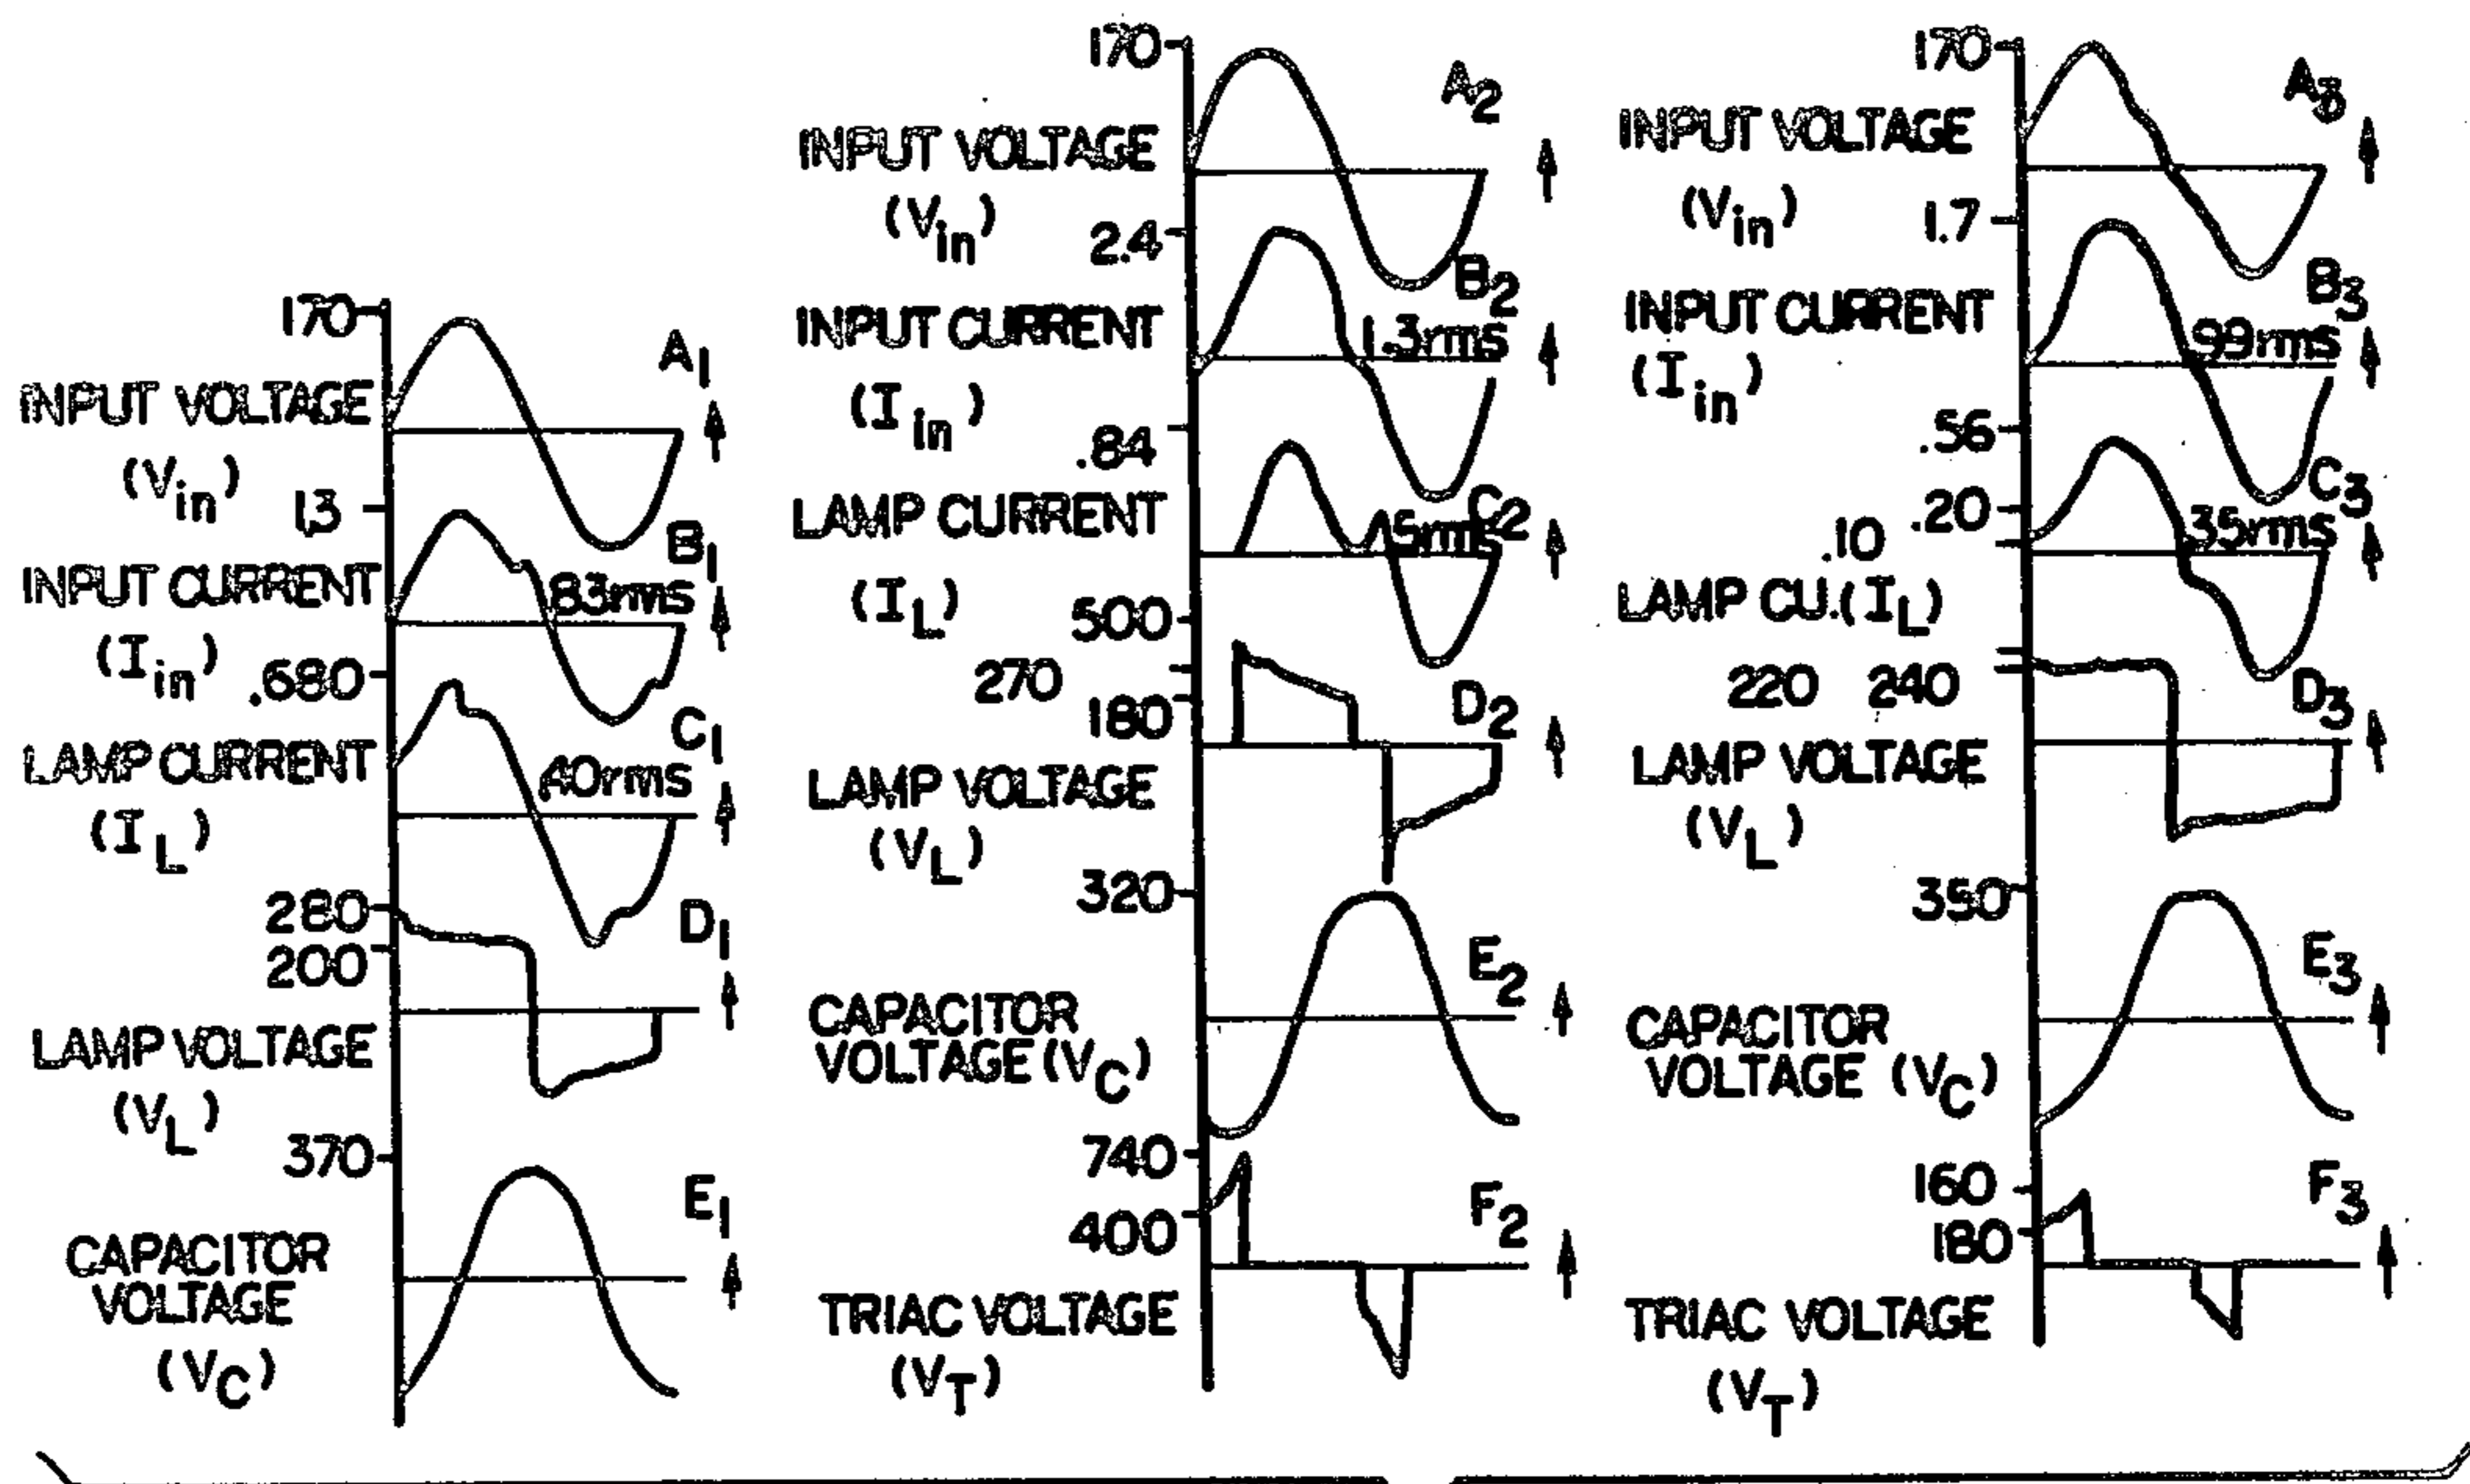 170
A1
INPUT VOLTAGE
(Vin)
1.3
B1
INPUT CURRENT
.83rms
(Iin)
.680
C1
LAMP CURRENT
.40rms
(IL)
280
D1
200
LAMP VOLTAGE
(VL)
370
E1
CAPACITOR
VOLTAGE
(VC)
170
A2
INPUT VOLTAGE
(Vin)
2.4
B2
INPUT CURRENT
1.3rms
(Iin)
.84
C2
LAMP CURRENT
.5rms
(IL)
500
270
180
D2
LAMP VOLTAGE
(VL)
320
E2
CAPACITOR
VOLTAGE (VC)
740
F2
400
TRIAC VOLTAGE
(VT)
170
A3
INPUT VOLTAGE
(Vin)
1.7
B3
INPUT CURRENT
.99rms
(Iin)
.56
C3
.20
.10
.35rms
LAMP CU.(IL)
220 240
D3
LAMP VOLTAGE
(VL)
350
E3
CAPACITOR
VOLTAGE (VC)
160
F3
180
TRIAC VOLTAGE
(VT)